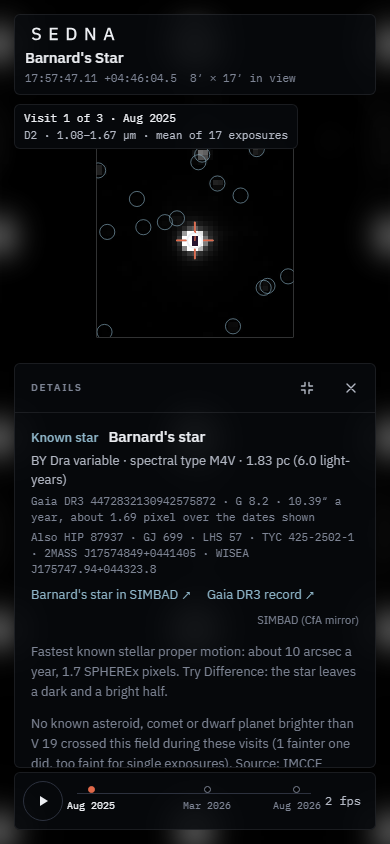 SEDNA
Barnard's Star
17:57:47.11 +04:46:04.5 8′ × 17′ in view
Visit 1 of 3 · Aug 2025
D2 · 1.08–1.67 µm · mean of 17 exposures
DETAILS
Known star Barnard's star
BY Dra variable · spectral type M4V · 1.83 pc (6.0 light-
years)
Gaia DR3 4472832130942575872 · G 8.2 · 10.39″ a
year, about 1.69 pixel over the dates shown
Also HIP 87937 · GJ 699 · LHS 57 · TYC 425-2502-1
· 2MASS J17574849+0441405 · WISEA
J175747.94+044323.8
Barnard's star in SIMBAD ↗ Gaia DR3 record ↗
SIMBAD (CfA mirror)
Fastest known stellar proper motion: about 10 arcsec a
year, 1.7 SPHEREx pixels. Try Difference: the star leaves
a dark and a bright half.
No known asteroid, comet or dwarf planet brighter than
V 19 crossed this field during these visits (1 fainter one
did, too faint for single exposures). Source: IMCCE
Aug 2025 Mar 2026 Aug 2026 2 fps